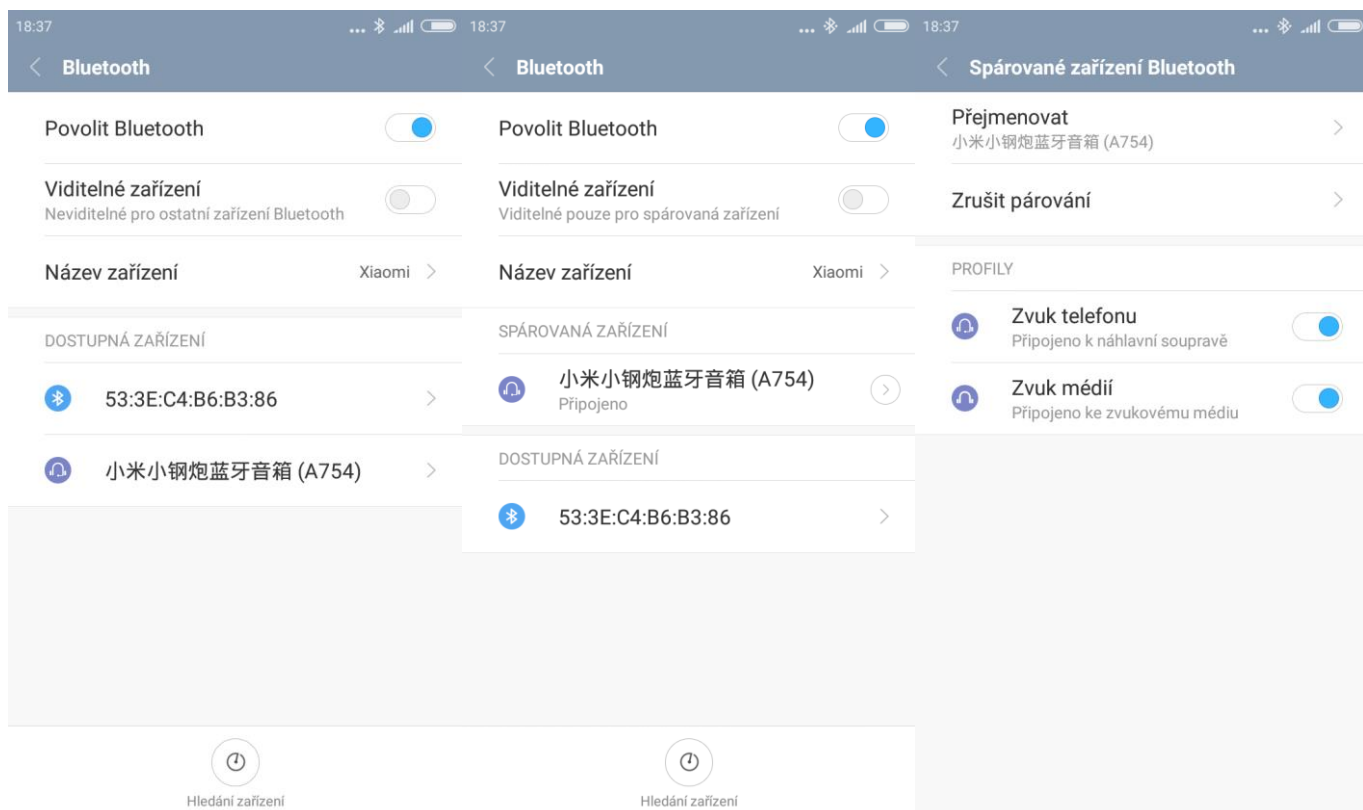 18:37
Bluetooth
Povolit Bluetooth
Viditelné zařízení
Neviditelné pro ostatní zařízení Bluetooth
Název zařízení
Xiaomi
DOSTUPNÁ ZAŘÍZENÍ
53:3E:C4:B6:B3:86
小米小钢炮蓝牙音箱 (A754)
Hledání zařízení
18:37
Bluetooth
Povolit Bluetooth
Viditelné zařízení
Viditelné pouze pro spárovaná zařízení
Název zařízení
Xiaomi
SPÁROVANÁ ZAŘÍZENÍ
小米小钢炮蓝牙音箱 (A754)
Připojeno
DOSTUPNÁ ZAŘÍZENÍ
53:3E:C4:B6:B3:86
Hledání zařízení
18:37
Spárované zařízení Bluetooth
Přejmenovat
小米小钢炮蓝牙音箱 (A754)
Zrušit párování
PROFILY
Zvuk telefonu
Připojeno k náhlavní soupravě
Zvuk médií
Připojeno ke zvukovému médiu